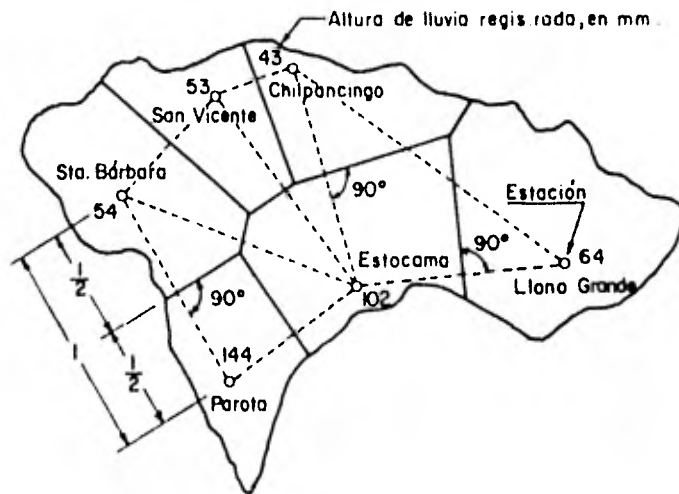 Altura de lluvia regis rada, en mm
43
53
Chilpancingo
San Vicente
Sta. Bárbara
54
90°
Estación
Estocama
90°
64
102
Llano Grande
1/2
90°
1
144
1/2
Parota